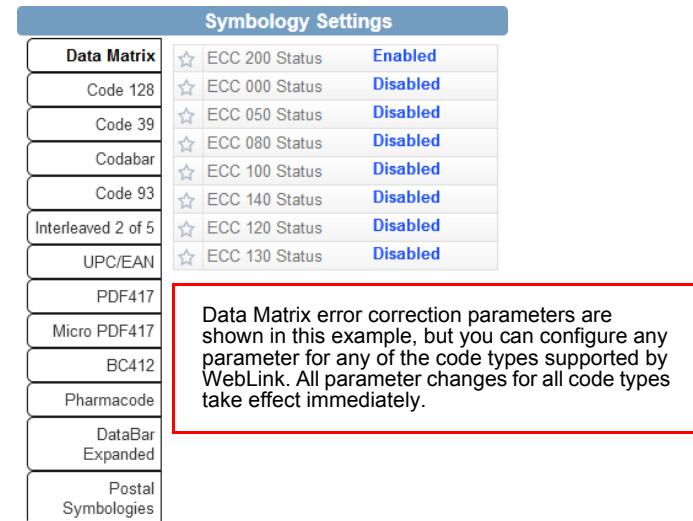 Symbology Settings
Data Matrix
Code 128
Code 39
Codabar
Code 93
Interleaved 2 of 5
UPC/EAN
PDF417
Micro PDF417
BC412
Pharmacode
DataBar
Expanded
Postal
Symbologies
ECC 200 Status Enabled
ECC 000 Status Disabled
ECC 050 Status Disabled
ECC 080 Status Disabled
ECC 100 Status Disabled
ECC 140 Status Disabled
ECC 120 Status Disabled
ECC 130 Status Disabled
Data Matrix error correction parameters are
shown in this example, but you can configure any
parameter for any of the code types supported by
WebLink. All parameter changes for all code types
take effect immediately.